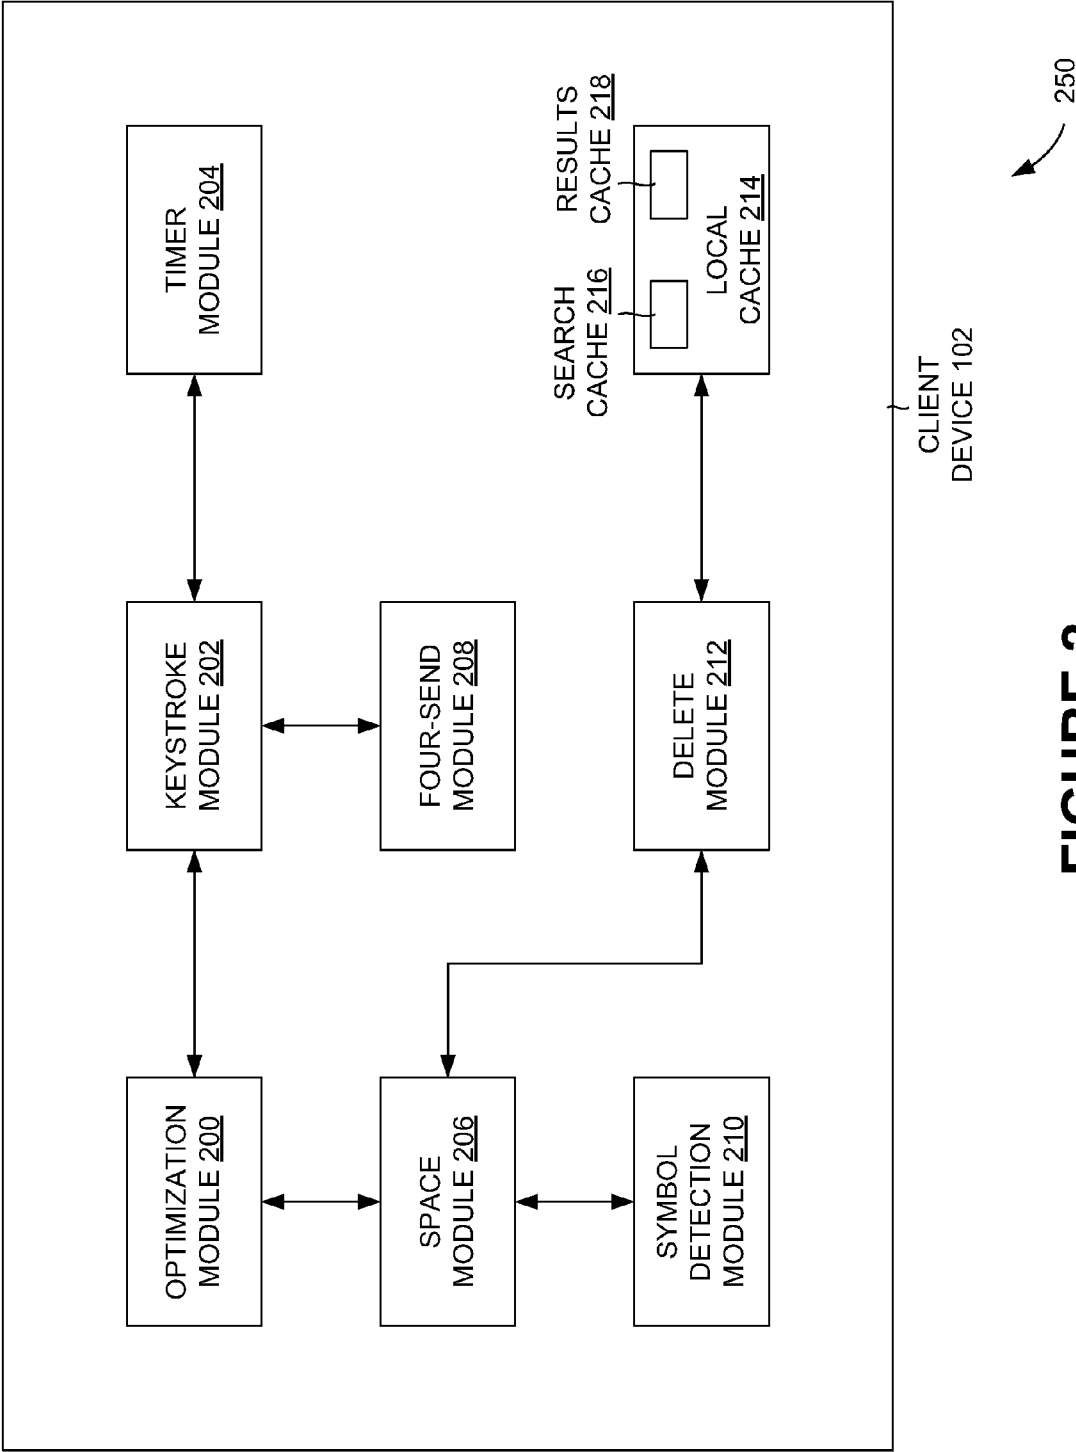 OPTIMIZATION
MODULE 200
KEYSTROKE
MODULE 202
TIMER
MODULE 204
SPACE
MODULE 206
FOUR-SEND
MODULE 208
SEARCH
CACHE 216
RESULTS
CACHE 218
SYMBOL
DETECTION
MODULE 210
DELETE
MODULE 212
LOCAL
CACHE 214
CLIENT
DEVICE 102
250
FIGURE